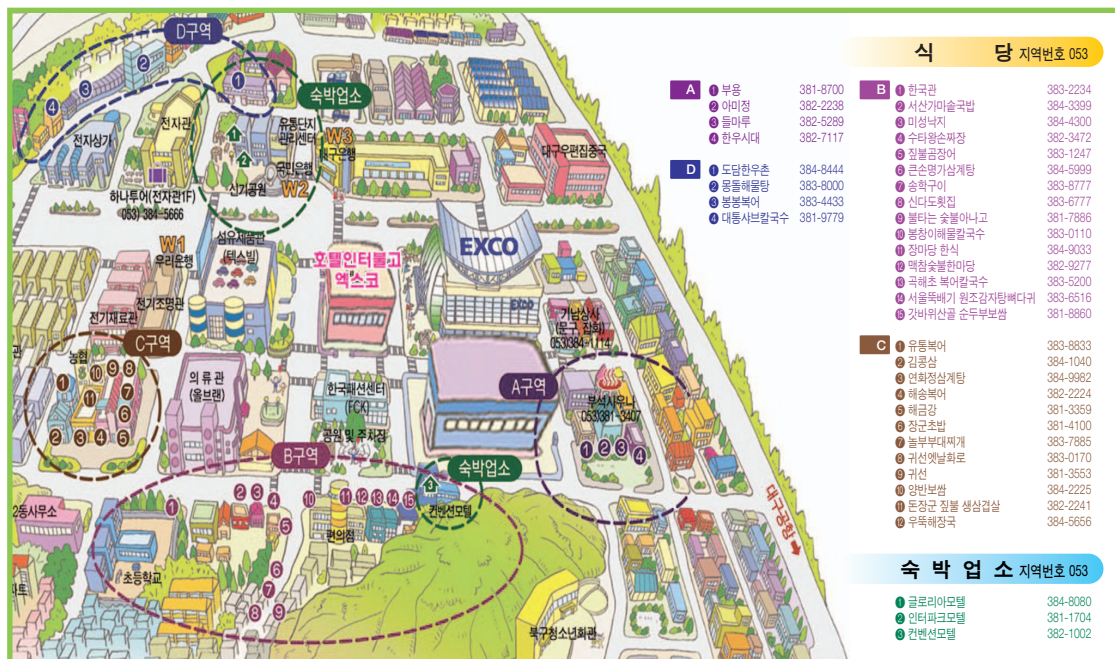 D구역
숙박업소
전자관
전자상가
유통단지
관리센터
W3
대구은행
국민은행
W2
산기공원
하나투어(전자관1F)
053) 384-5666
대구우편집중국
W1
우리은행
섬유제품관
(텍스빌)
호텔인터불고
엑스코
EXCO
EXCO
전기조명관
전기재료관
기남상사
(문구, 잡화)
053)384-1114
C구역
농협
의류관
(올브랜)
한국패션센터
(FCK)
공원 및 주차장
A구역
부석사우나
053)381-3407
B구역
숙박업소
컨벤션모텔
편의점
초등학교
2동사무소
북구청소년회관
대구공항
식 당 지역번호 053
A
❶ 부용 381-8700
❷ 아미정 382-2238
❸ 들마루 382-5289
❹ 한우시대 382-7117
D
❶ 도담한우촌 384-8444
❷ 몽돌해물탕 383-8000
❸ 봉봉복어 383-4433
❹ 대통샤브칼국수 381-9779
B
❶ 한국관 383-2234
❷ 서산가마솥국밥 384-3399
❸ 미성낙지 384-4300
❹ 수타왕손짜장 382-3472
❺ 짚불곰장어 383-1247
❻ 큰손명기삼계탕 384-5999
❼ 송학구이 383-8777
❽ 신다도횟집 383-6777
❾ 불타는 숯불아나고 381-7886
❿ 봉창이해물칼국수 383-0110
⓫ 장마당 한식 384-9033
⓬ 맥참숯불한마당 382-9277
⓭ 곡해초 복어칼국수 383-5200
⓮ 서울뚝배기 원조감자탕뼈다귀 383-6516
⓯ 갓바위산골 순두부보쌈 381-8860
C
❶ 유통복어 383-8833
❷ 김콩삼 384-1040
❸ 연화정삼계탕 384-9982
❹ 해송복어 382-2224
❺ 해금강 381-3359
❻ 장군초밥 381-4100
❼ 놀부부대찌개 383-7885
❽ 귀선옛날화로 383-0170
❾ 귀선 381-3553
❿ 양반보쌈 384-2225
⓫ 돈장군 짚불 생삼겹살 382-2241
⓬ 우뚝해장국 384-5656
숙 박 업 소 지역번호 053
❶ 글로리아모텔 384-8080
❷ 인터파크모텔 381-1704
❸ 컨벤션모텔 382-1002